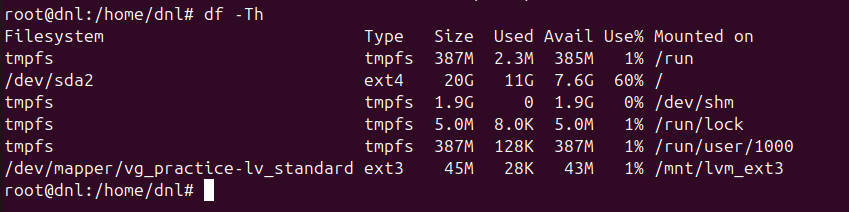 root@dnl:/home/dnl# df -Th
Filesystem Type Size Used Avail Use% Mounted on
tmpfs tmpfs 387M 2.3M 385M 1% /run
/dev/sda2 ext4 20G 11G 7.6G 60% /
tmpfs tmpfs 1.9G 0 1.9G 0% /dev/shm
tmpfs tmpfs 5.0M 8.0K 5.0M 1% /run/lock
tmpfs tmpfs 387M 128K 387M 1% /run/user/1000
/dev/mapper/vg_practice-lv_standard ext3 45M 28K 43M 1% /mnt/lvm_ext3
root@dnl:/home/dnl#